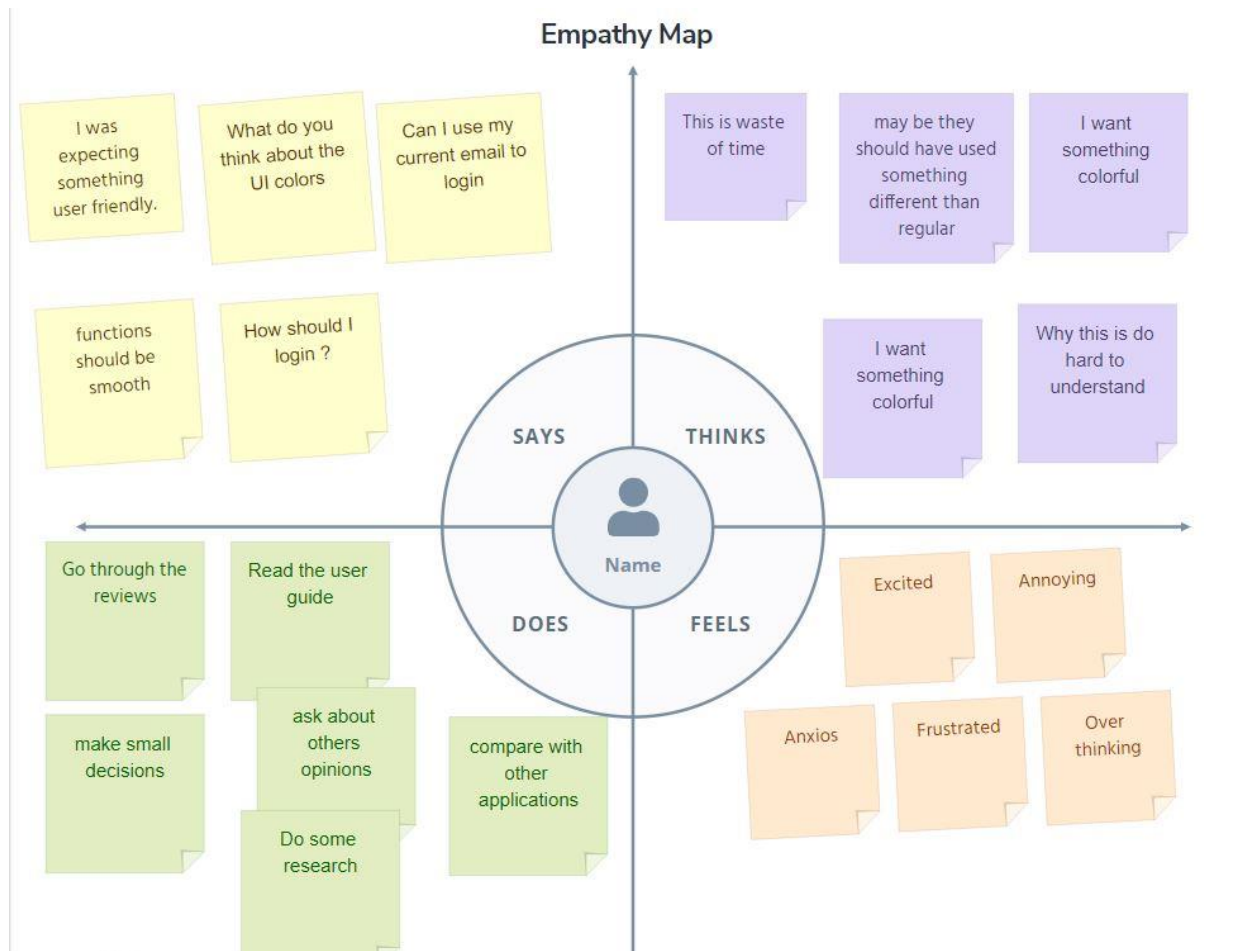 Empathy Map
I was
expecting
something
user friendly.
What do you
think about the
UI colors
Can I use my
current email to
login
functions
should be
smooth
How should I
login ?
This is waste
of time
may be they
should have used
something
different than
regular
I want
something
colorful
I want
something
colorful
Why this is do
hard to
understand
SAYS
THINKS
Name
DOES
FEELS
Go through the
reviews
Read the user
guide
make small
decisions
ask about
others
opinions
Do some
research
compare with
other
applications
Excited
Annoying
Anxios
Frustrated
Over
thinking